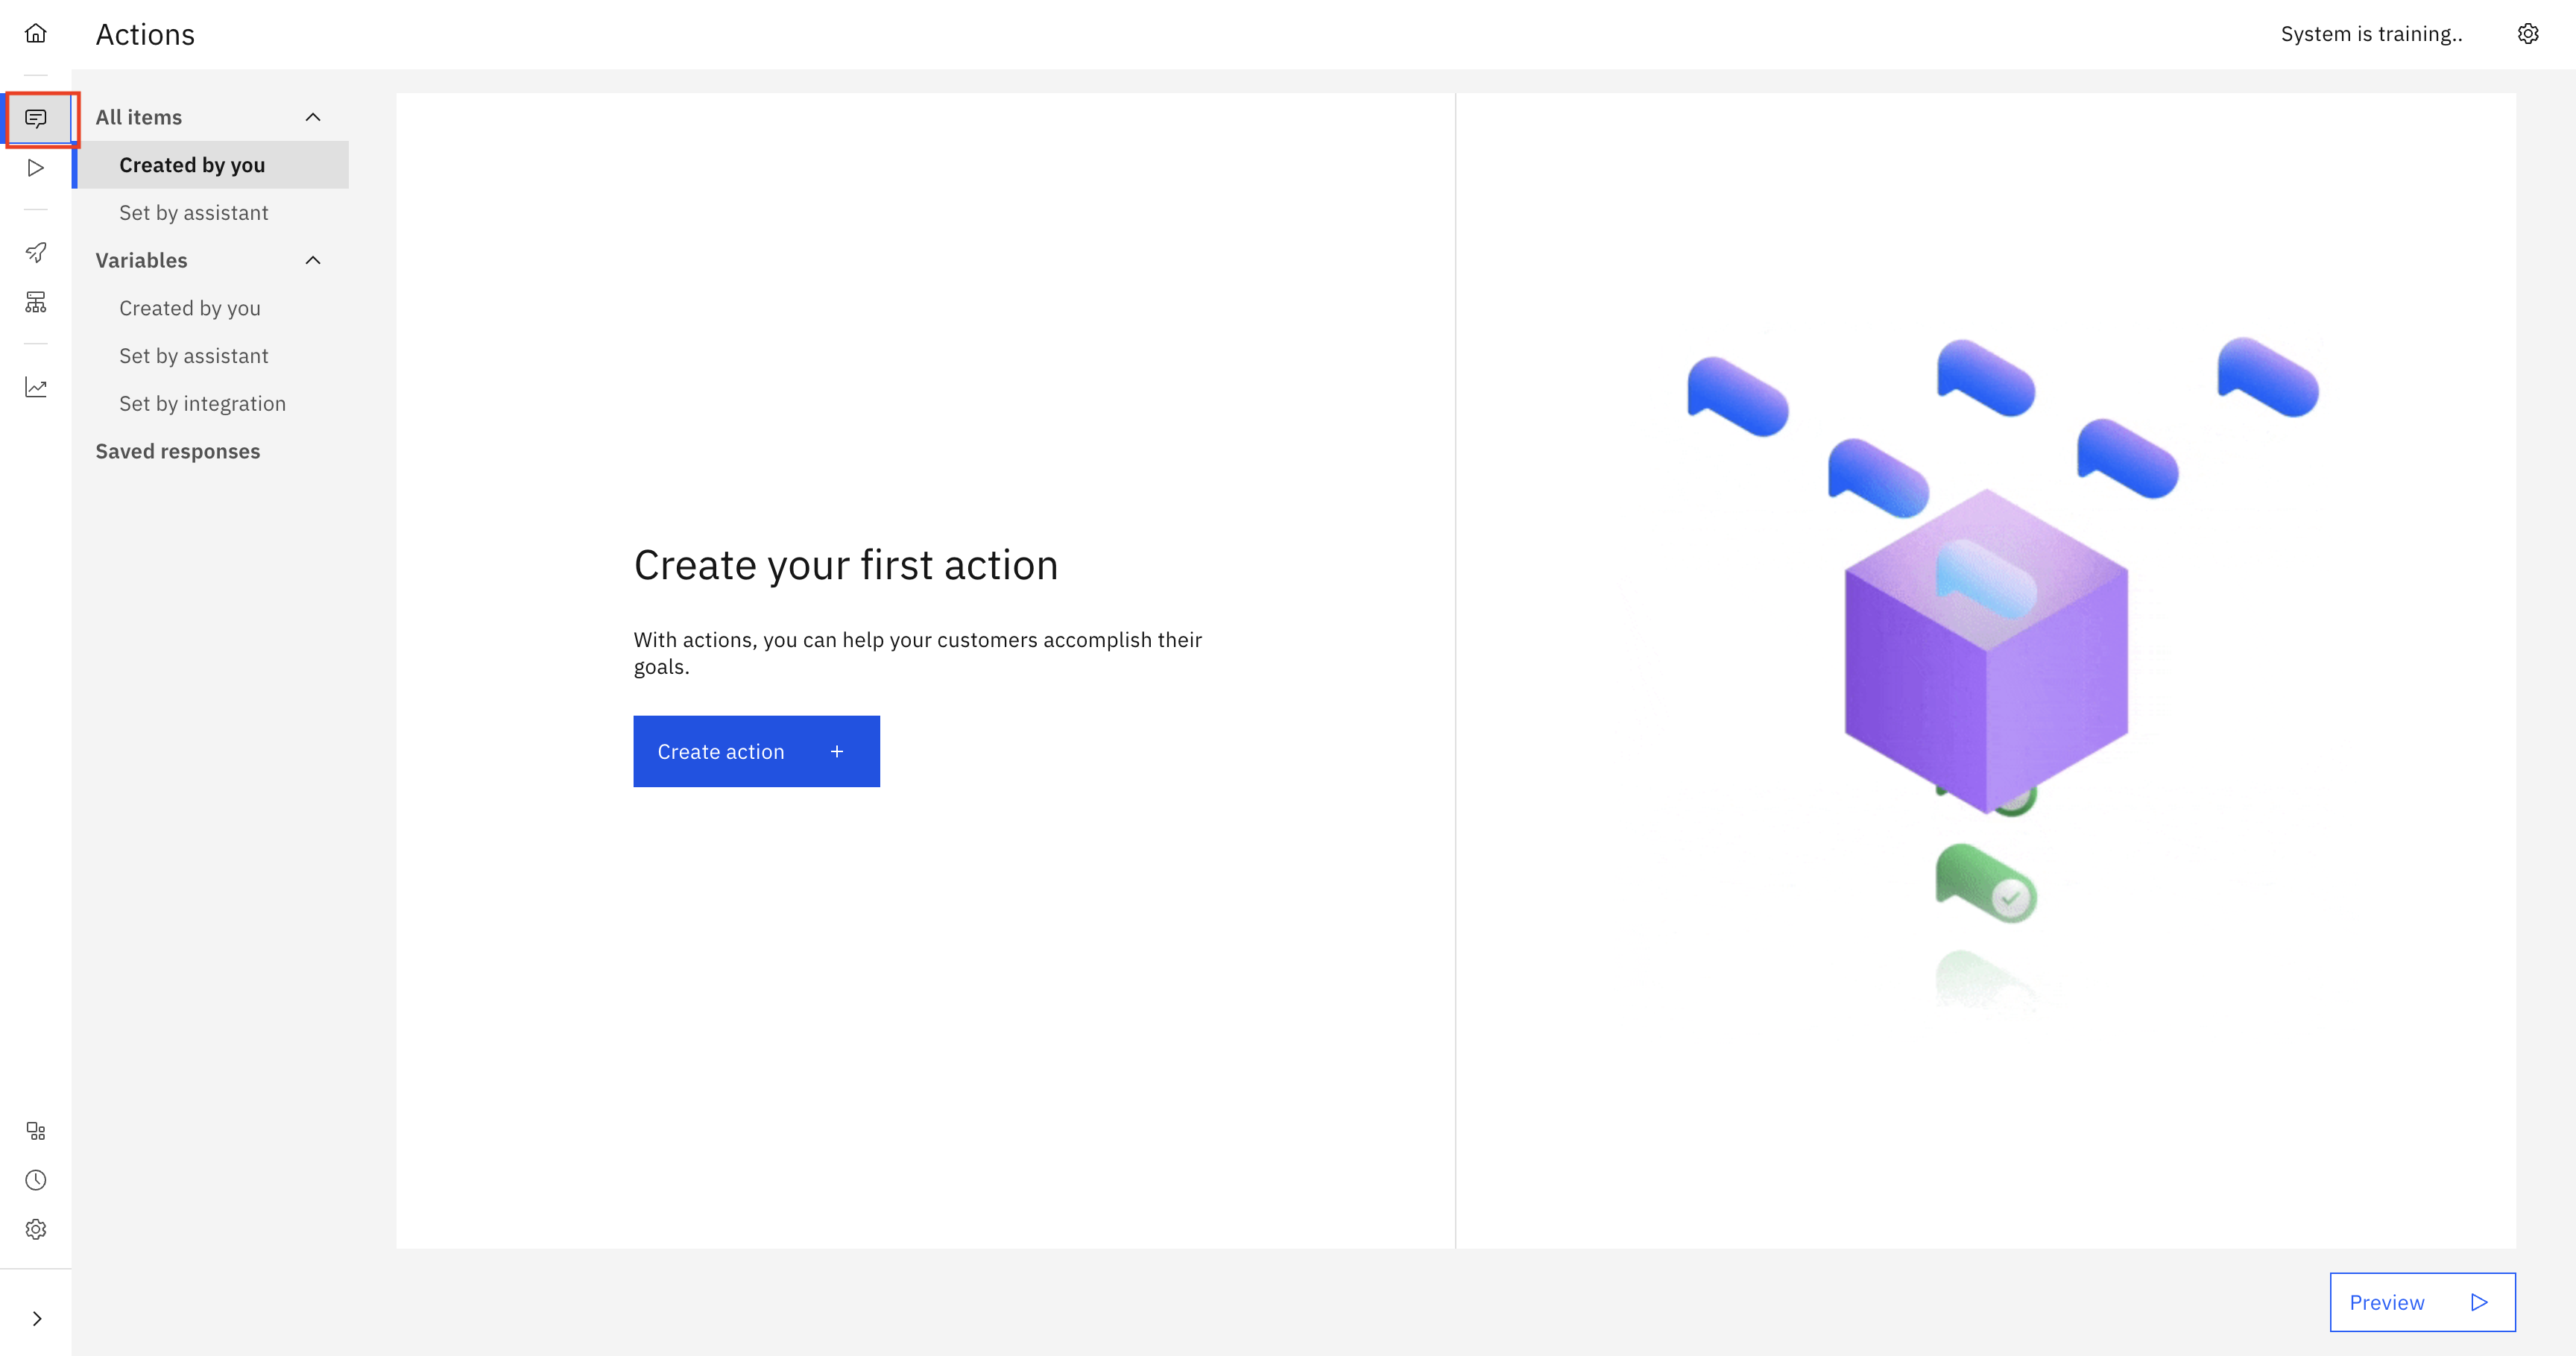 Actions
System is training..
All items
Created by you
Set by assistant
Variables
Created by you
Set by assistant
Set by integration
Saved responses
Create your first action
With actions, you can help your customers accomplish their
goals.
Create action +
Preview